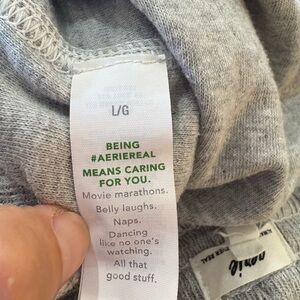 L/G
BEING
#AERIEREAL
MEANS CARING
FOR YOU.
Movie marathons.
Belly laughs.
Naps.
Dancing
like no one's
watching.
All that
good stuff.
aerie